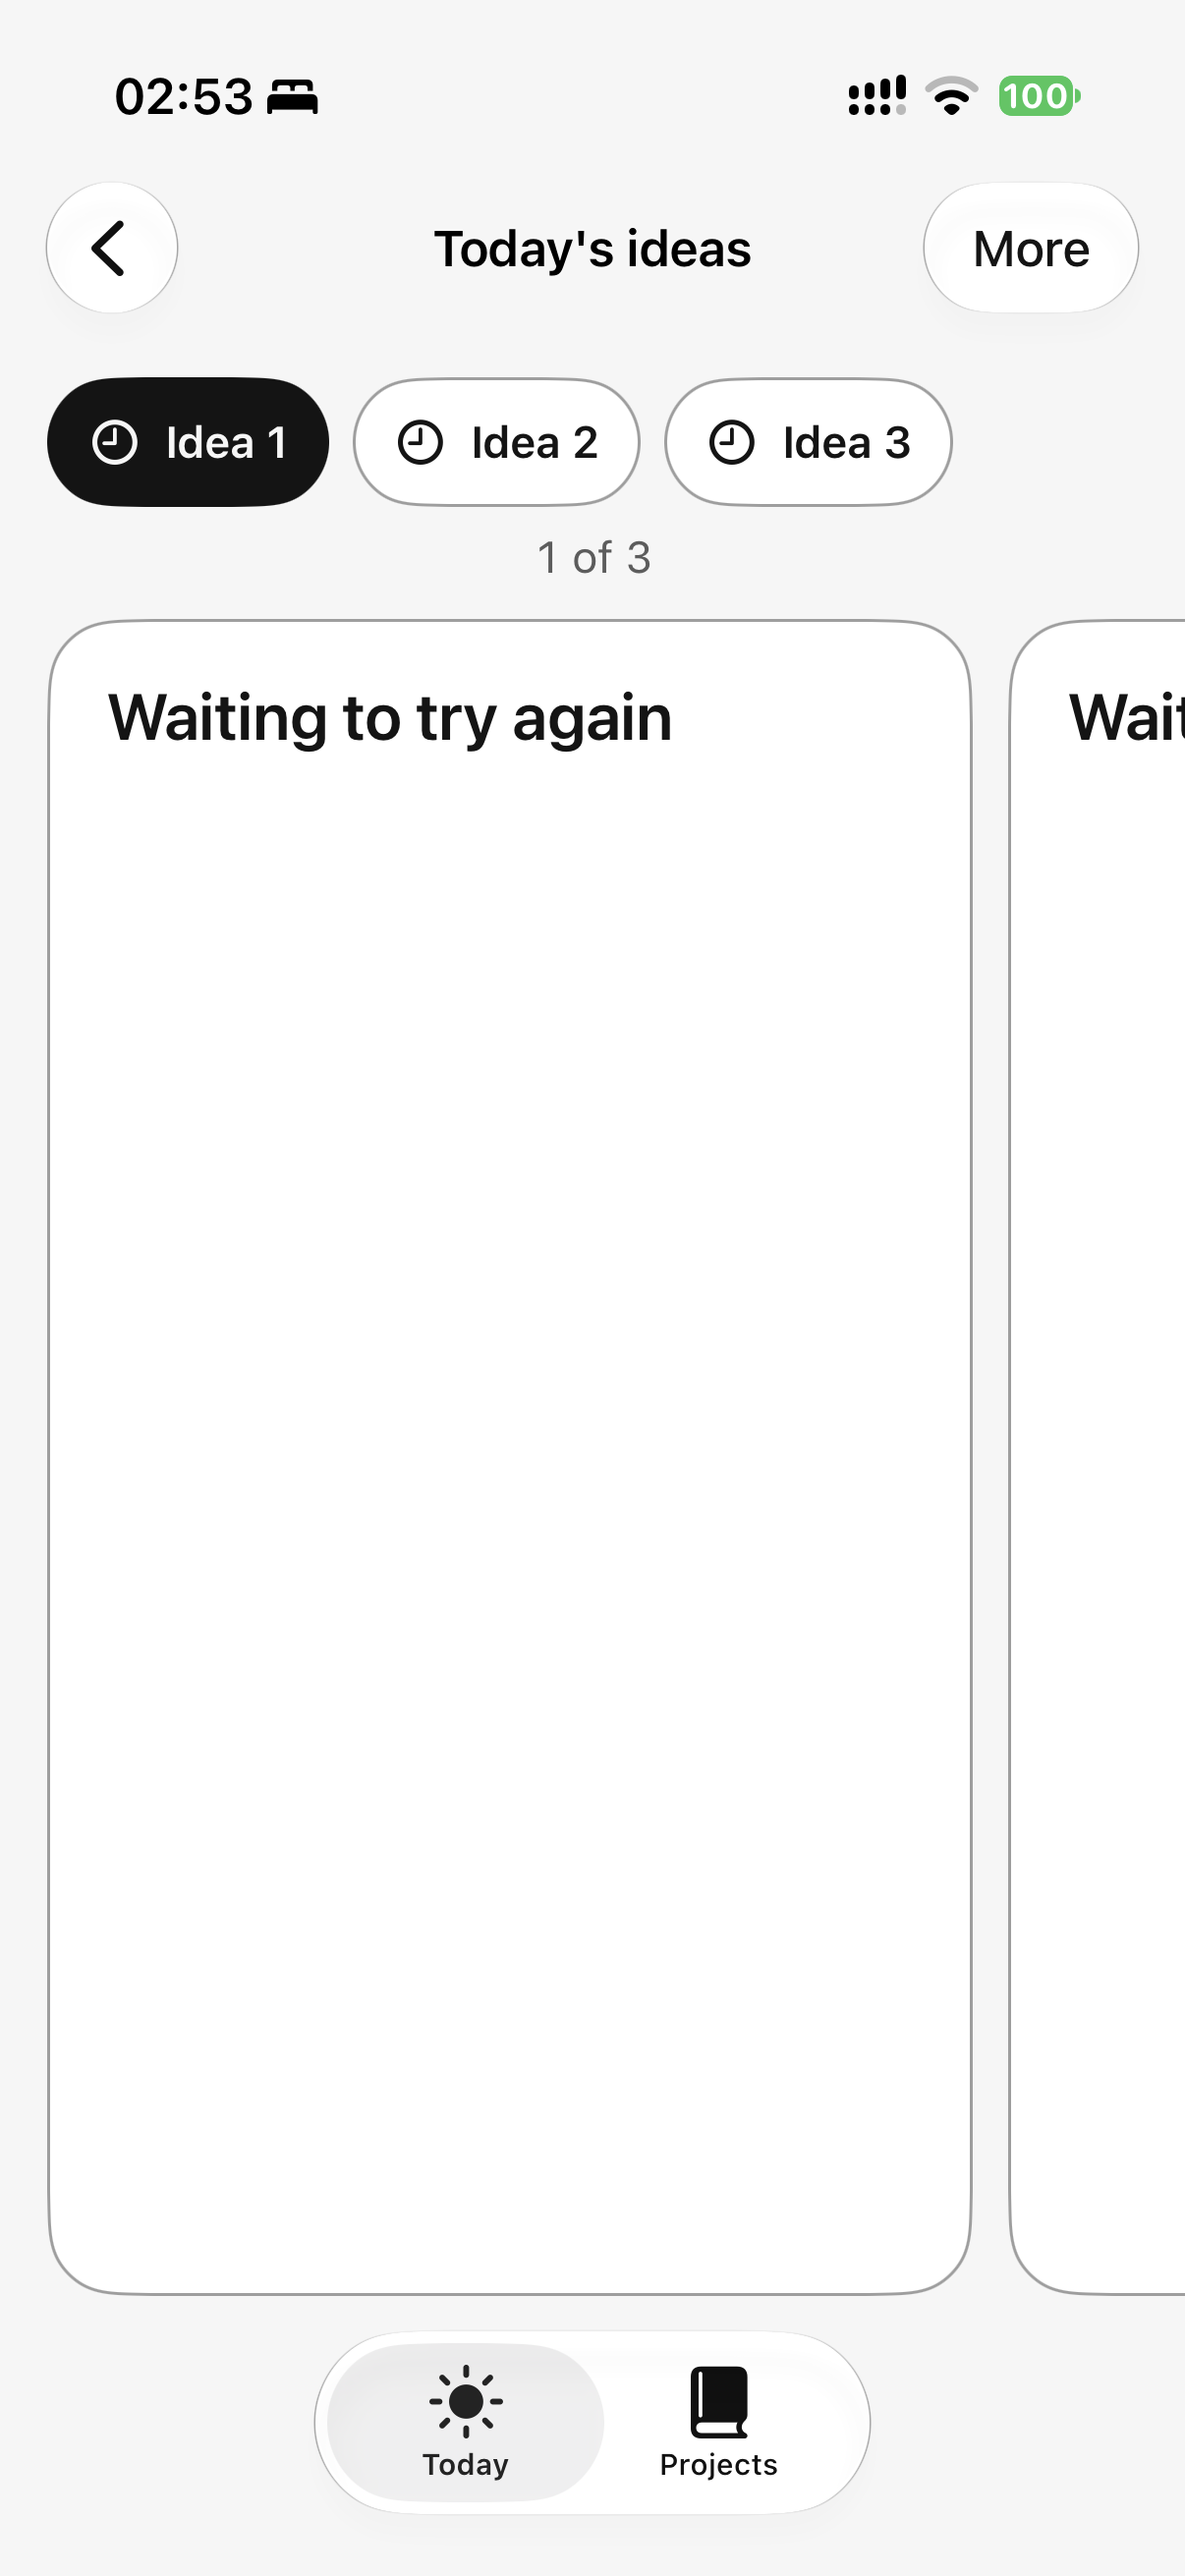 02:53
100
Today's ideas
More
Idea 1
Idea 2
Idea 3
1 of 3
Waiting to try again
Wait
Today
Projects